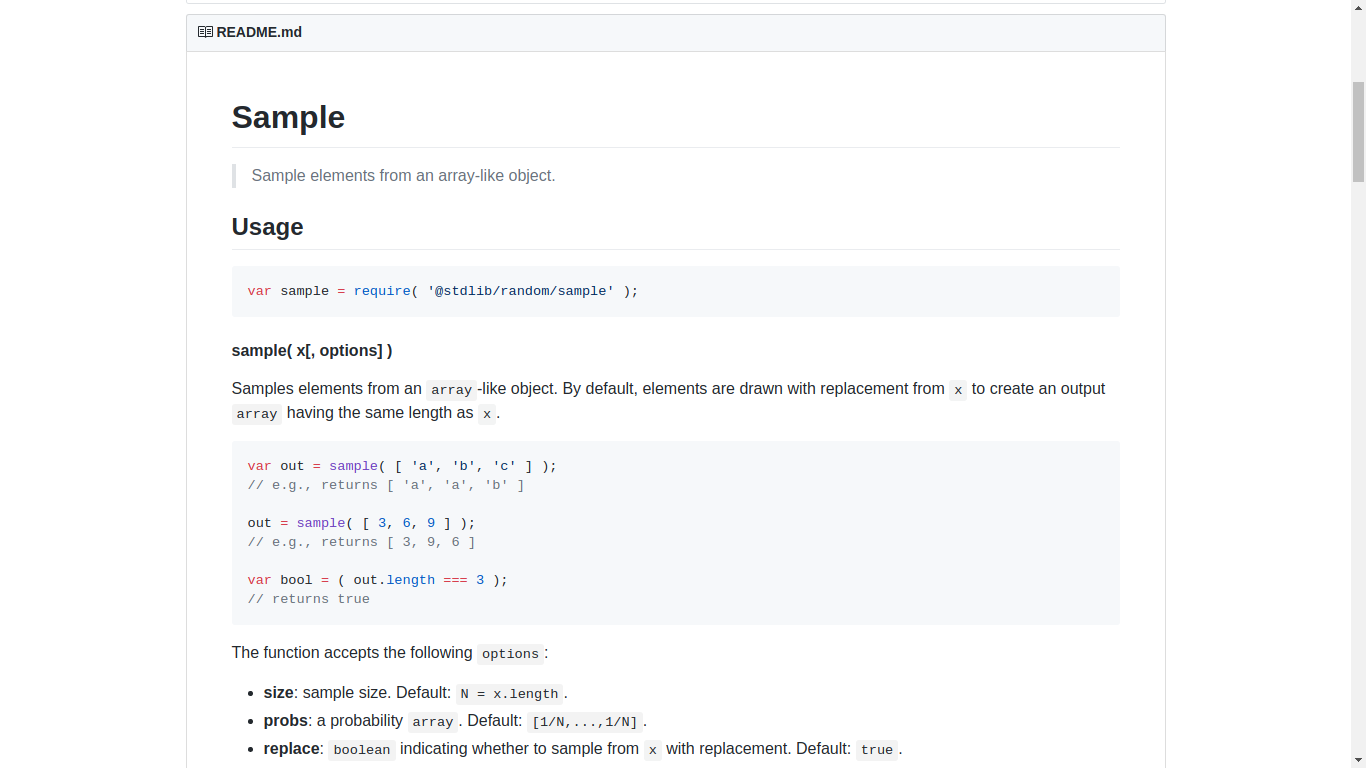 README.md
Sample
Sample elements from an array-like object.
Usage
var sample = require( '@stdlib/random/sample' );
sample( x[, options] )
Samples elements from an array-like object. By default, elements are drawn with replacement from x to create an output
array having the same length as x.
var out = sample( [ 'a', 'b', 'c' ] );
// e.g., returns [ 'a', 'a', 'b' ]
out = sample( [ 3, 6, 9 ] );
// e.g., returns [ 3, 9, 6 ]
var bool = ( out.length === 3 );
// returns true
The function accepts the following options:
• size: sample size. Default: N = x.length.
• probs: a probability array. Default: [1/N,...,1/N].
• replace: boolean indicating whether to sample from x with replacement. Default: true.